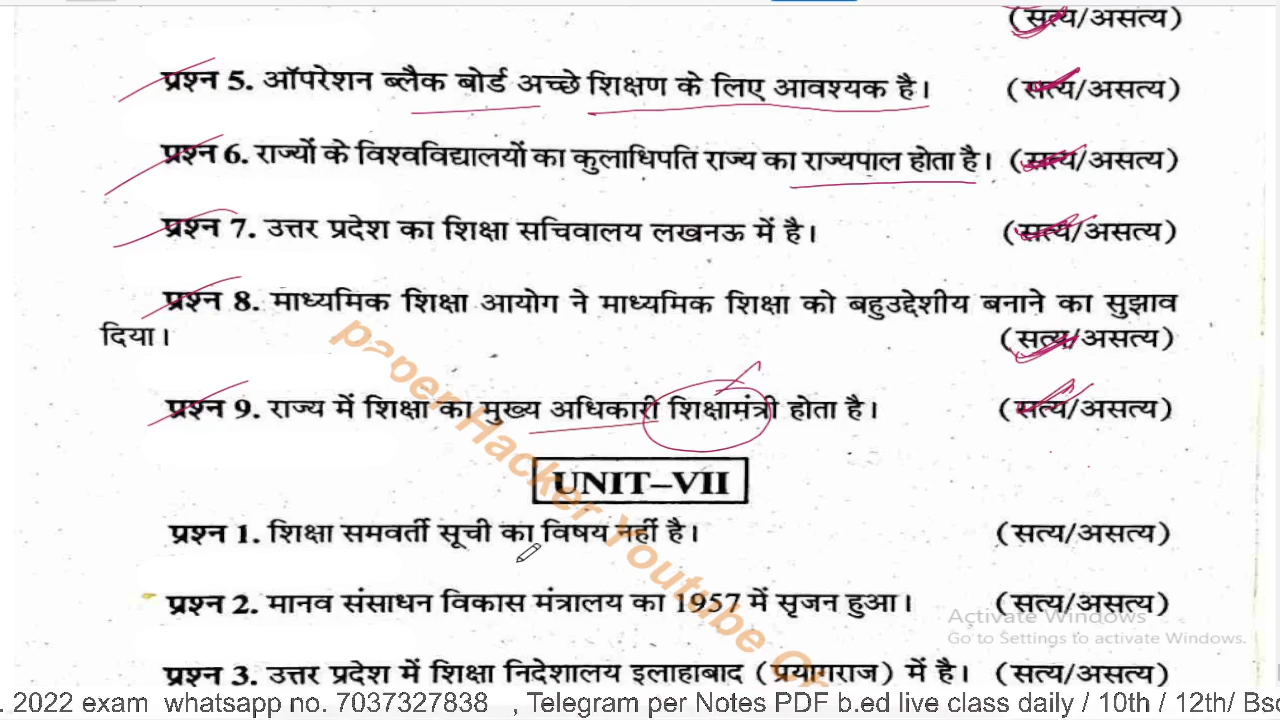 (सत्य/असत्य)
प्रश्न 5. ऑपरेशन ब्लैक बोर्ड अच्छे शिक्षण के लिए आवश्यक है। (सत्य/असत्य)
प्रश्न 6. राज्यों के विश्वविद्यालयों का कुलाधिपति राज्य का राज्यपाल होता है। (सत्य/असत्य)
प्रश्न 7. उत्तर प्रदेश का शिक्षा सचिवालय लखनऊ में है। (सत्य/असत्य)
प्रश्न 8. माध्यमिक शिक्षा आयोग ने माध्यमिक शिक्षा को बहुउद्देशीय बनाने का सुझाव
दिया। (सत्य/असत्य)
प्रश्न 9. राज्य में शिक्षा का मुख्य अधिकारी शिक्षामंत्री होता है। (सत्य/असत्य)
UNIT–VII
प्रश्न 1. शिक्षा समवर्ती सूची का विषय नहीं है। (सत्य/असत्य)
प्रश्न 2. मानव संसाधन विकास मंत्रालय का 1957 में सृजन हुआ। (सत्य/असत्य)
प्रश्न 3. उत्तर प्रदेश में शिक्षा निदेशालय इलाहाबाद (प्रयागराज) में है। (सत्य/असत्य)
paperHacker Youtube Of
Activate Windows
Go to Settings to activate Windows.
. 2022 exam whatsapp no. 7037327838 , Telegram per Notes PDF b.ed live class daily / 10th / 12th/ Bsc